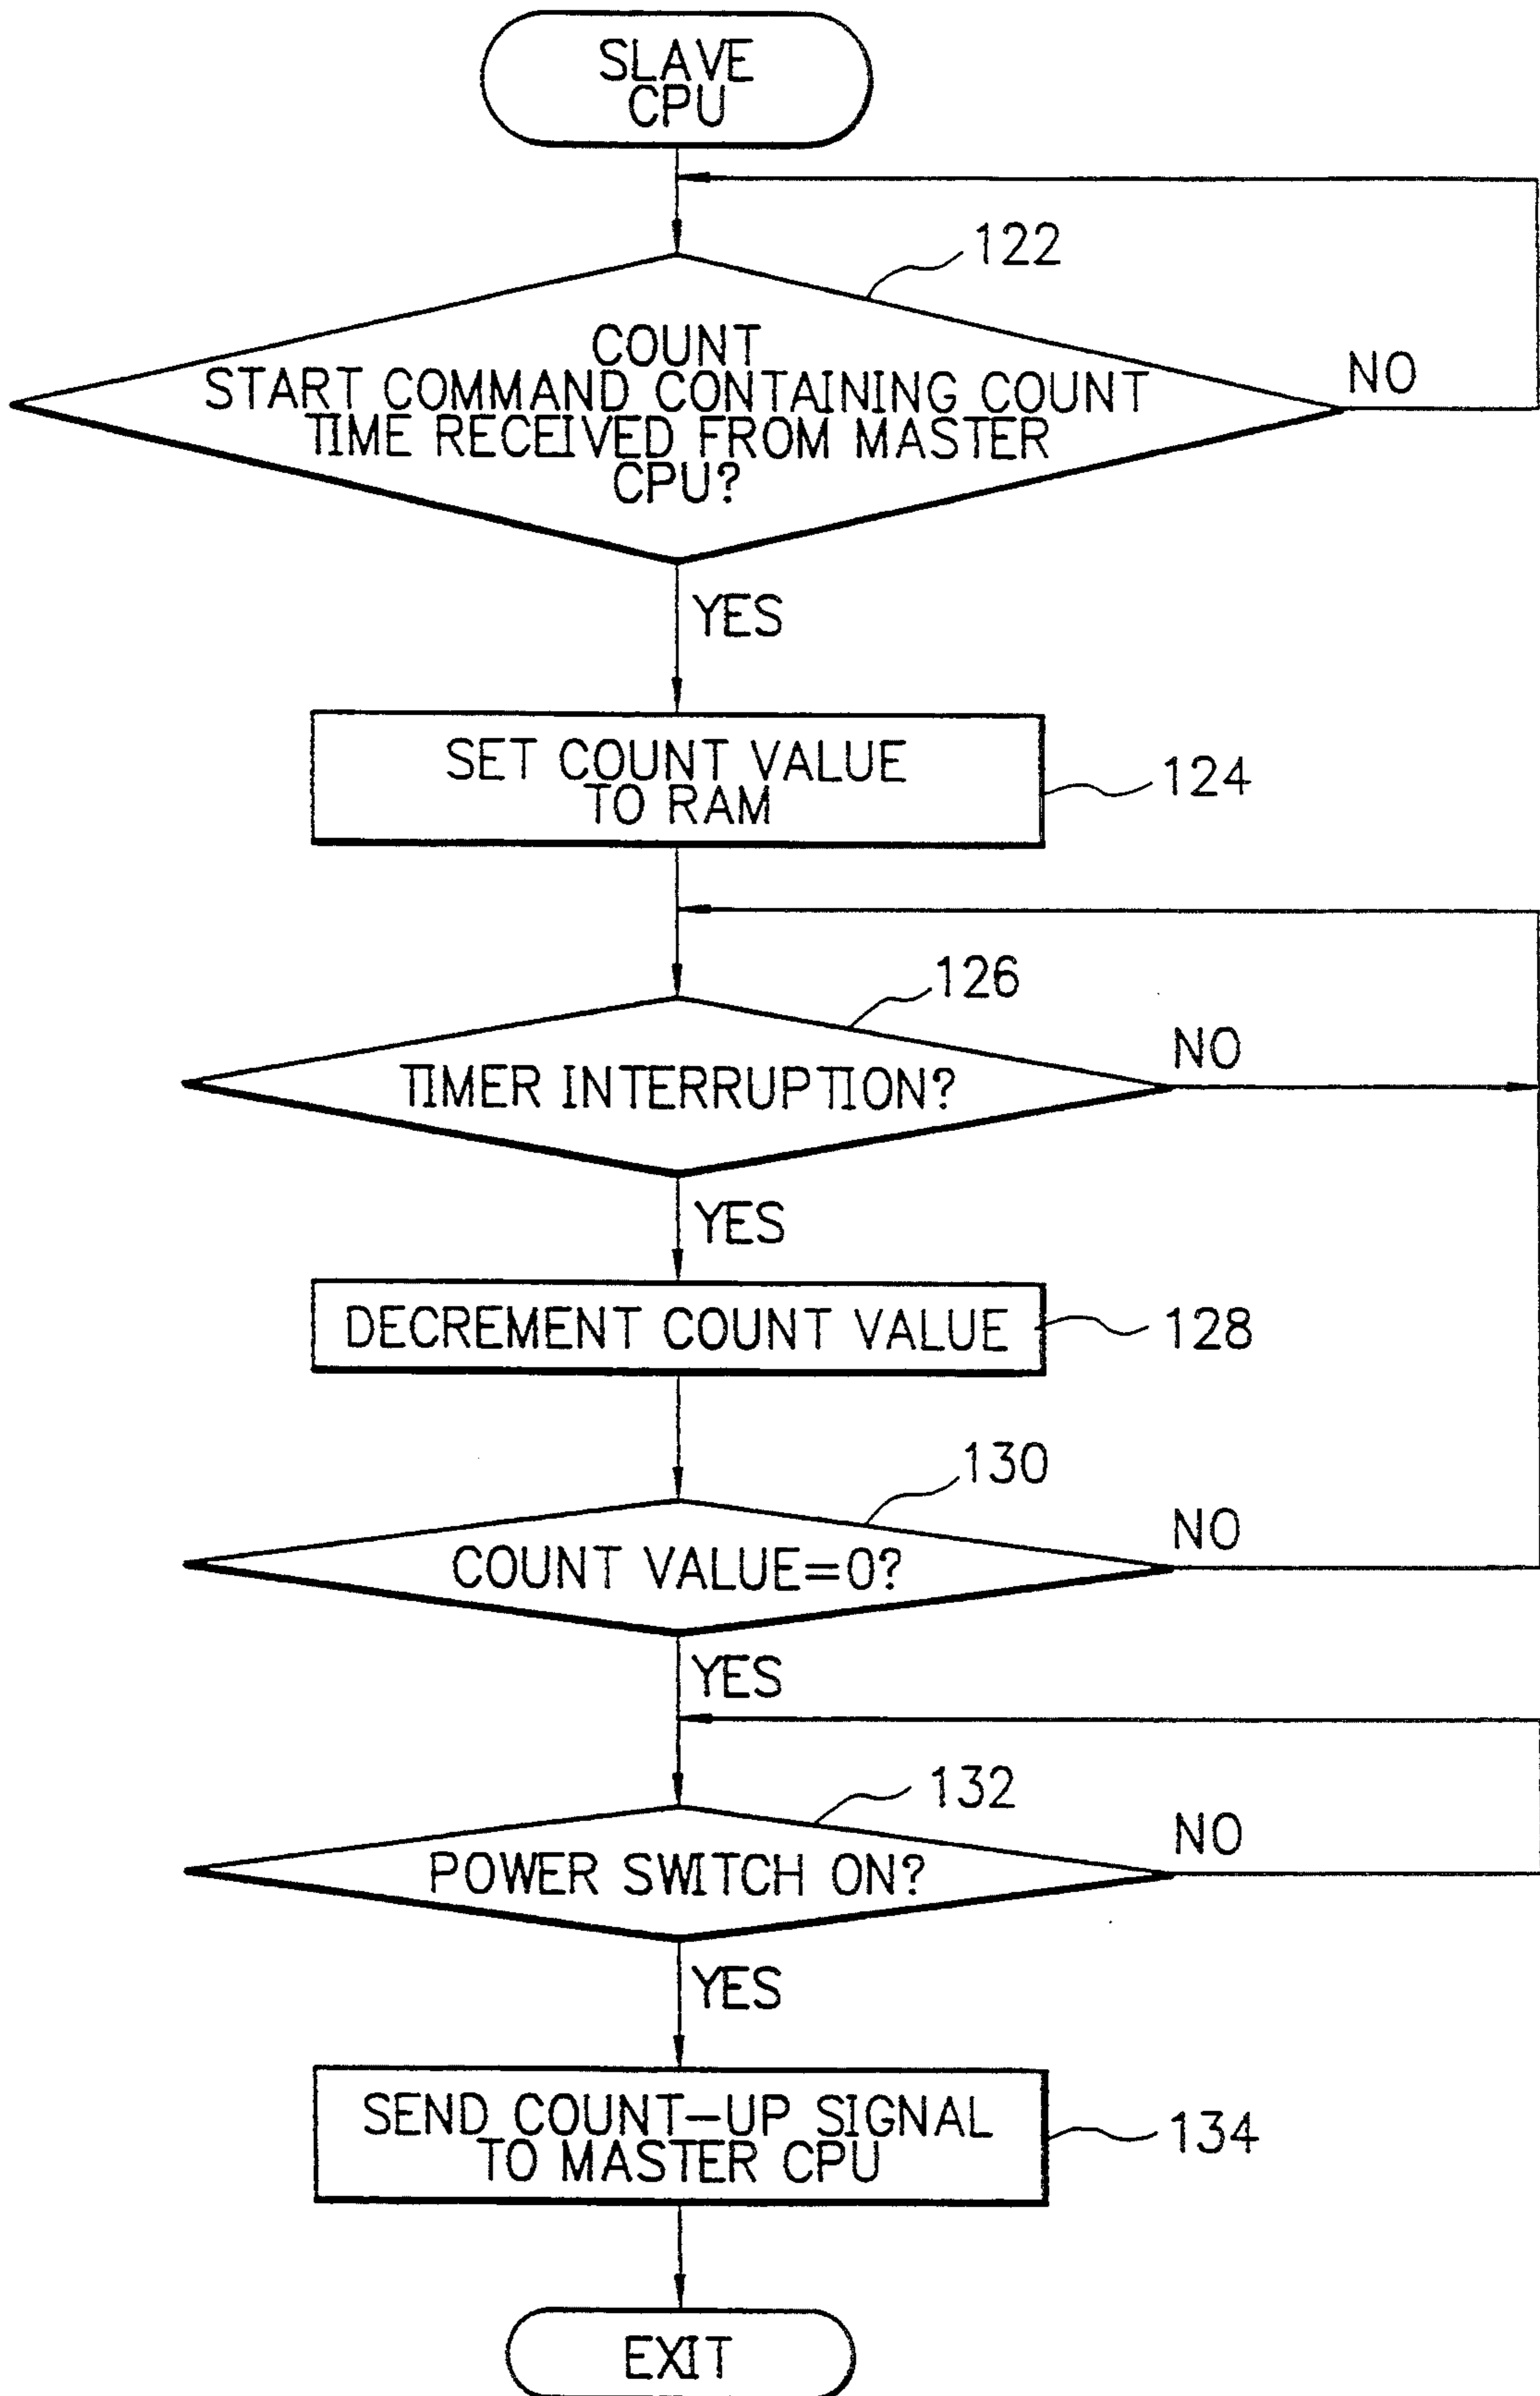 SLAVE
CPU
122
COUNT
START COMMAND CONTAINING COUNT
TIME RECEIVED FROM MASTER
CPU?
NO
YES
SET COUNT VALUE
TO RAM
124
126
TIMER INTERRUPTION?
NO
YES
DECREMENT COUNT VALUE
128
130
COUNT VALUE=0?
NO
YES
132
POWER SWITCH ON?
NO
YES
SEND COUNT-UP SIGNAL
TO MASTER CPU
134
EXIT